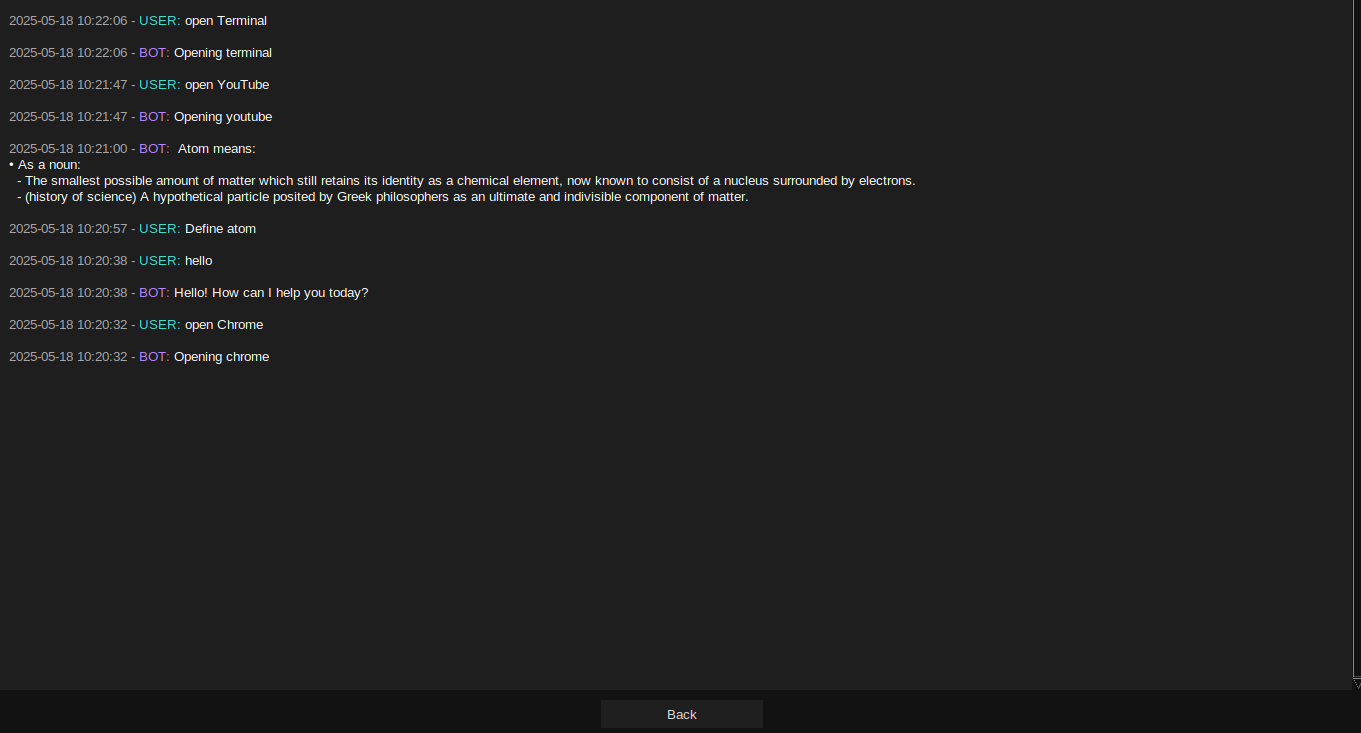 2025-05-18 10:22:06 - USER: open Terminal
2025-05-18 10:22:06 - BOT: Opening terminal
2025-05-18 10:21:47 - USER: open YouTube
2025-05-18 10:21:47 - BOT: Opening youtube
2025-05-18 10:21:00 - BOT:  Atom means:
• As a noun:
- The smallest possible amount of matter which still retains its identity as a chemical element, now known to consist of a nucleus surrounded by electrons.
- (history of science) A hypothetical particle posited by Greek philosophers as an ultimate and indivisible component of matter.
2025-05-18 10:20:57 - USER: Define atom
2025-05-18 10:20:38 - USER: hello
2025-05-18 10:20:38 - BOT: Hello! How can I help you today?
2025-05-18 10:20:32 - USER: open Chrome
2025-05-18 10:20:32 - BOT: Opening chrome
Back